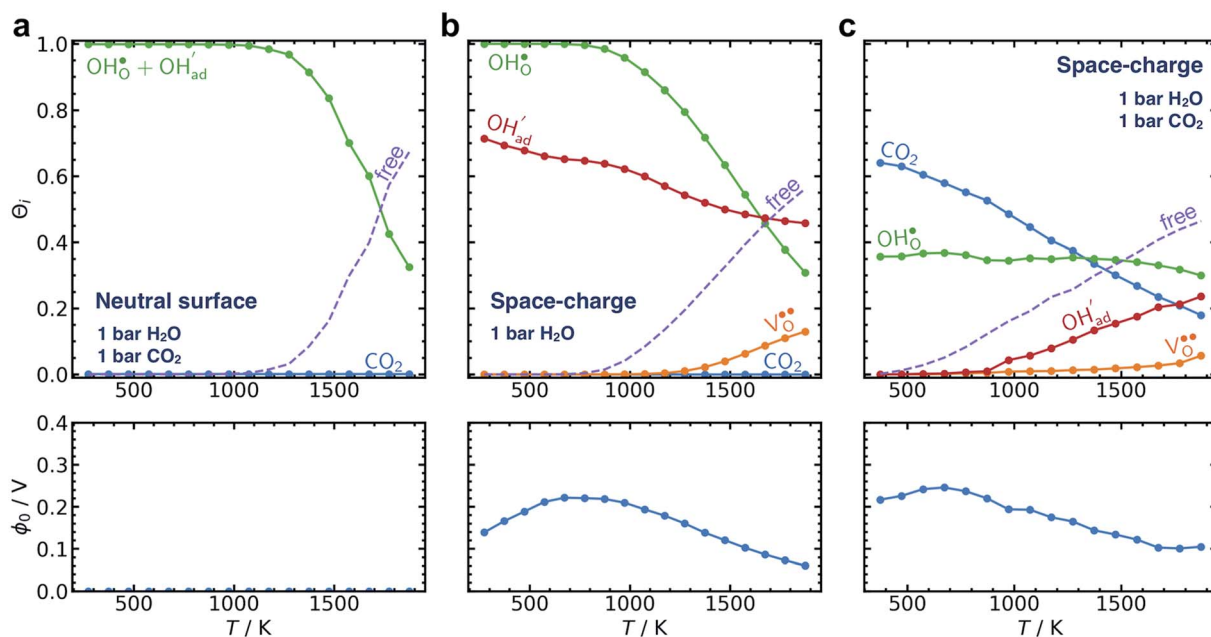 a
b
c
1.0
0.8
0.6
0.4
0.2
0.0
Θi
OH•O + OH′ad
free
Neutral surface
1 bar H2O
1 bar CO2
CO2
500
1000
1500
OH•O
OH′ad
free
Space-charge
1 bar H2O
V••O
CO2
500
1000
1500
Space-charge
1 bar H2O
1 bar CO2
CO2
free
OH•O
OH′ad
V••O
500
1000
1500
0.4
0.3
0.2
0.1
0.0
ϕ0 / V
500
1000
1500
T / K
500
1000
1500
T / K
500
1000
1500
T / K